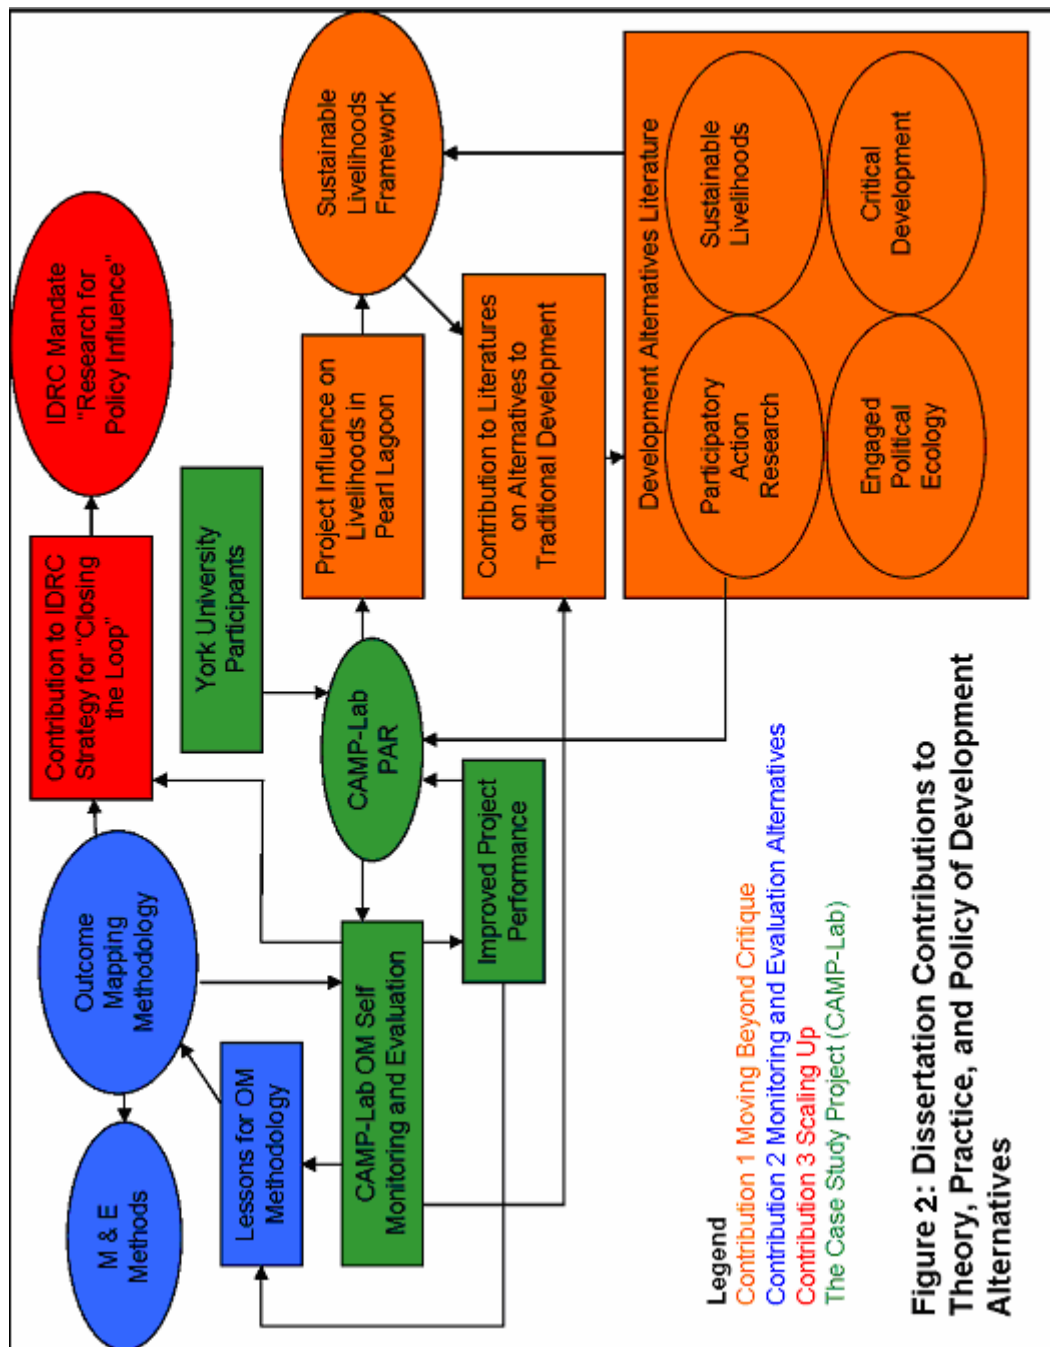 M & E
Methods
Outcome
Mapping
Methodology
Contribution to IDRC
Strategy for "Closing
the Loop"
IDRC Mandate
"Research for
Policy Influence"
Lessons for OM
Methodology
York University
Participants
CAMP-Lab OM Self
Monitoring and Evaluation
CAMP-Lab
PAR
Project Influence on
Livelihoods in
Pearl Lagoon
Sustainable
Livelihoods
Framework
Improved Project
Performance
Contribution to Literatures
on Alternatives to
Traditional Development
Development Alternatives Literature
Participatory
Action
Research
Sustainable
Livelihoods
Engaged
Political
Ecology
Critical
Development
Legend
Contribution 1 Moving Beyond Critique
Contribution 2 Monitoring and Evaluation Alternatives
Contribution 3 Scaling Up
The Case Study Project (CAMP-Lab)
Figure 2: Dissertation Contributions to
Theory, Practice, and Policy of Development
Alternatives